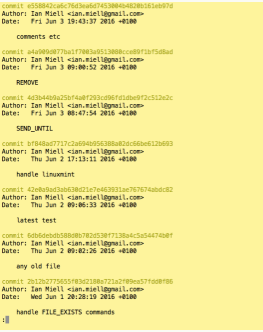 Author: Ian Miell <ian.miell@gmail.com>
Date: Fri Jun 3 19:43:37 2016 +0100
comments etc
commit
Author: Ian Miell <ian.miell@gmail.com>
Date: Fri Jun 3 09:00:52 2016 +0100
REMOVE
commit
Author: Ian Miell <ian.miell@gmail.com>
Date: Fri Jun 3 08:47:54 2016 +0100
SEND_UNTIL
commit
Author: Ian Miell <ian.miell@gmail.com>
Date: Thu Jun 2 17:13:11 2016 +0100
handle linuxmint
commit
Author: Ian Miell <ian.miell@gmail.com>
Date: Thu Jun 2 09:06:33 2016 +0100
latest test
commit
Author: Ian Miell <ian.miell@gmail.com>
Date: Thu Jun 2 09:02:26 2016 +0100
any old file
commit
Author: Ian Miell <ian.miell@gmail.com>
Date: Wed Jun 1 20:28:19 2016 +0100
handle FILE_EXISTS commands
: